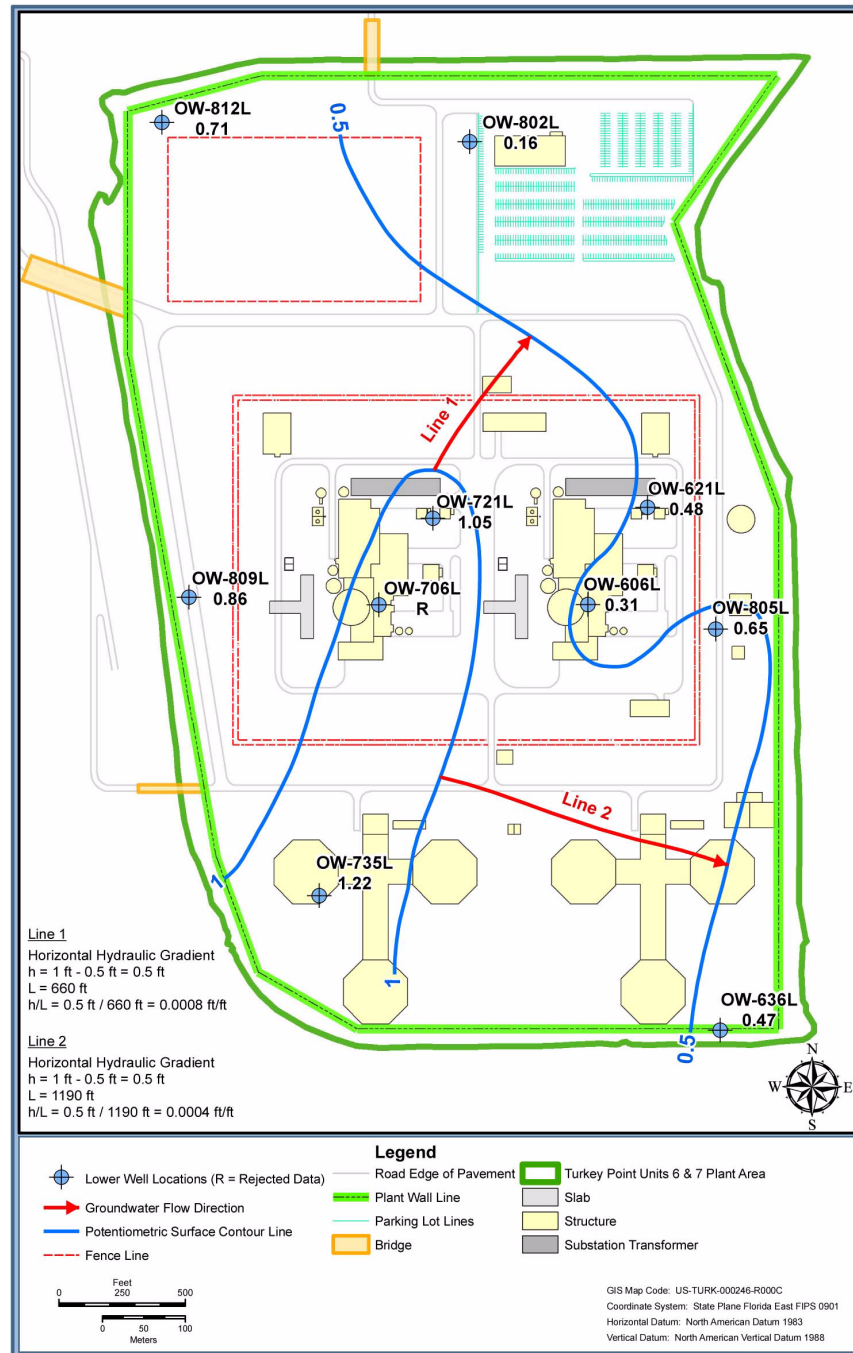 0.5
OW-812L
0.71
OW-802L
0.16
Line 1
OW-721L
1.05
OW-621L
0.48
OW-809L
0.86
OW-706L
R
OW-606L
0.31
OW-805L
0.65
Line 2
1
OW-735L
1.22
1
OW-636L
0.47
0.5
Line 1
Horizontal Hydraulic Gradient
h = 1 ft - 0.5 ft = 0.5 ft
L = 660 ft
h/L = 0.5 ft / 660 ft = 0.0008 ft/ft
Line 2
Horizontal Hydraulic Gradient
h = 1 ft - 0.5 ft = 0.5 ft
L = 1190 ft
h/L = 0.5 ft / 1190 ft = 0.0004 ft/ft
N
W
E
S
Legend
Lower Well Locations (R = Rejected Data)
Groundwater Flow Direction
Potentiometric Surface Contour Line
Fence Line
Road Edge of Pavement
Plant Wall Line
Parking Lot Lines
Bridge
Turkey Point Units 6 & 7 Plant Area
Slab
Structure
Substation Transformer
Feet
0 250 500
0 50 100
Meters
GIS Map Code: US-TURK-000246-R000C
Coordinate System: State Plane Florida East FIPS 0901
Horizontal Datum: North American Datum 1983
Vertical Datum: North American Vertical Datum 1988